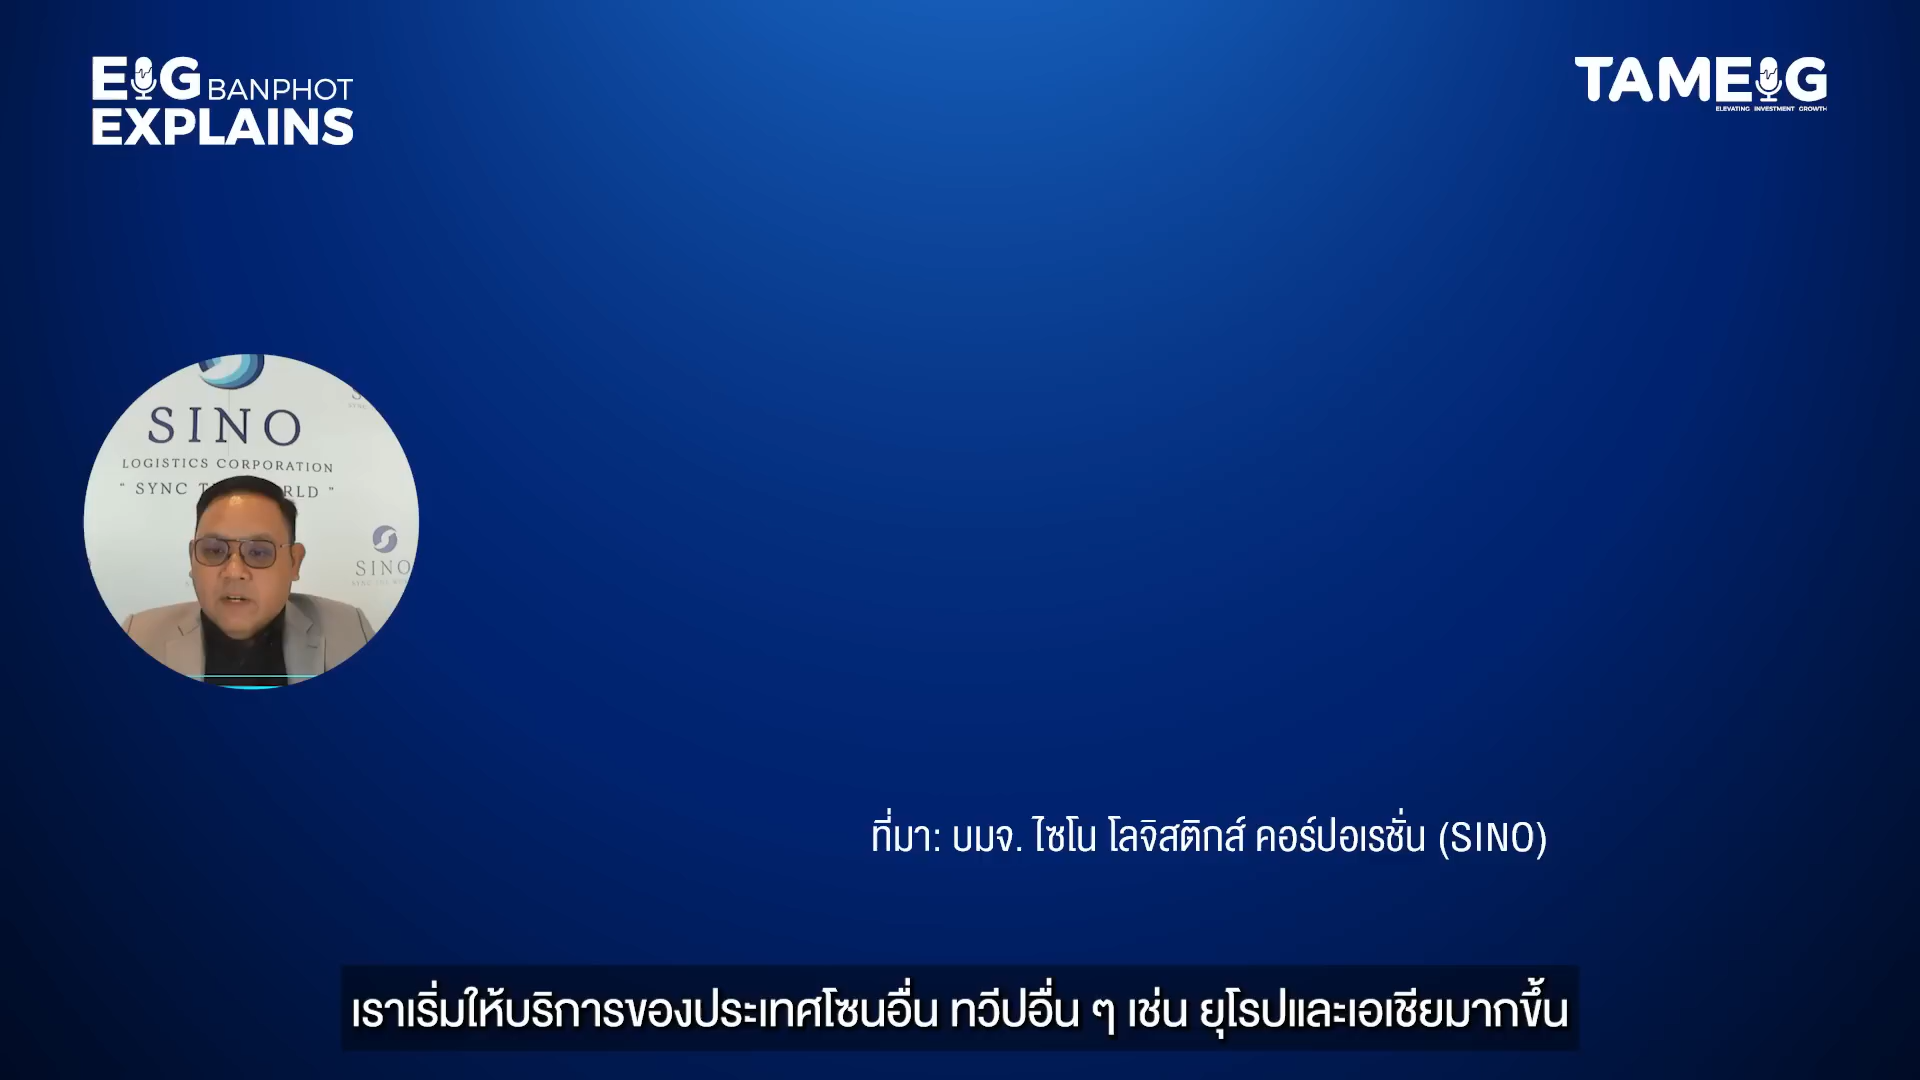 EIG BANPHOT
EXPLAINS
TAMEIG
ELEVATING INVESTMENT GROWTH
SINO
LOGISTICS CORPORATION
" SYNC RLD "
SINO
ที่มา: บมจ. ไซโน โลจิสติกส์ คอร์ปอเรชั่น (SINO)
เราเริ่มให้บริการของประเทศโซนอื่น ทวีปอื่น ๆ เช่น ยุโรปและเอเชียมากขึ้น